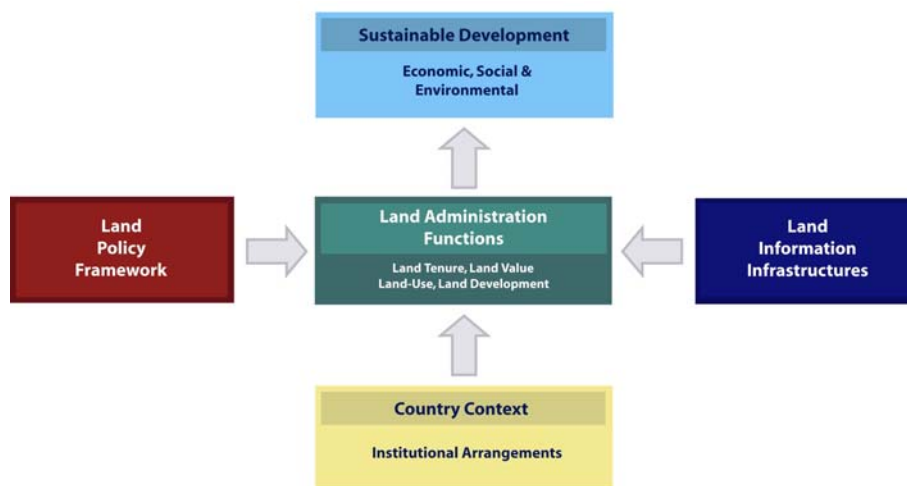 Sustainable Development
Economic, Social &
Environmental
Land
Policy
Framework
Land Administration
Functions
Land Tenure, Land Value
Land-Use, Land Development
Land
Information
Infrastructures
Country Context
Institutional Arrangements